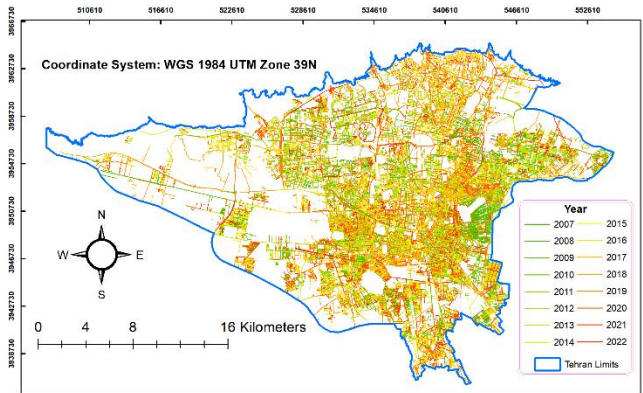 510610 516610 522610 528610 534610 540610 546610 552610
3966730
Coordinate System: WGS 1984 UTM Zone 39N
3962730
3958730
3954730
3950730
3946730
3942730
3938730
N
W E
S
0 4 8 16 Kilometers
Year
2007 2015
2008 2016
2009 2017
2010 2018
2011 2019
2012 2020
2013 2021
2014 2022
Tehran Limits